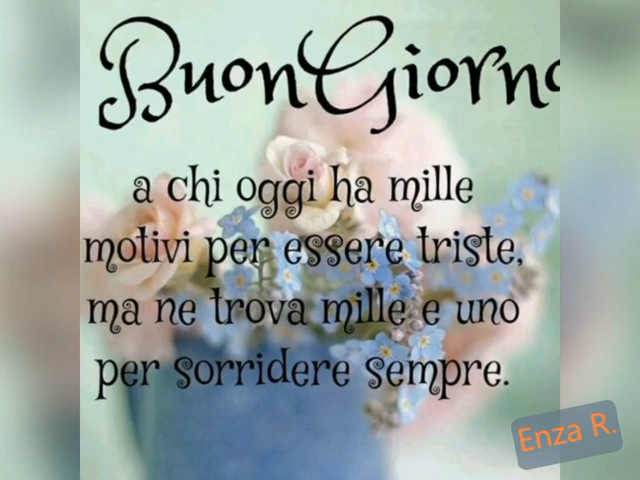 BuonGiorno
a chi oggi ha mille
motivi per essere triste,
ma ne trova mille e uno
per sorridere sempre.
Enza R.